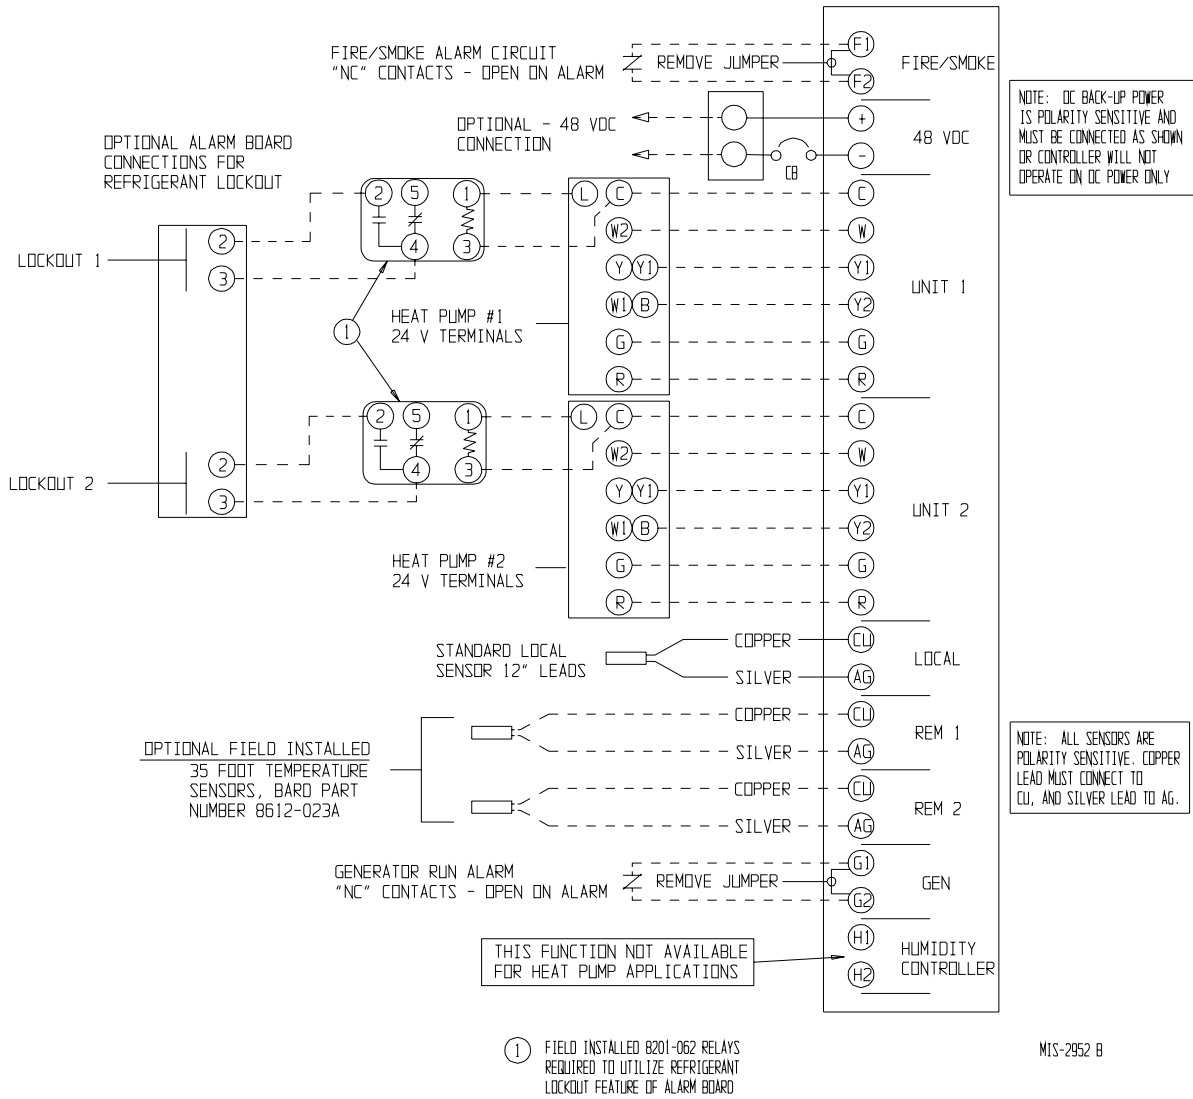 FIRE/SMOKE ALARM CIRCUIT
"NC" CONTACTS - OPEN ON ALARM
REMOVE JUMPER
F1
F2
FIRE/SMOKE
NOTE: DC BACK-UP POWER
IS POLARITY SENSITIVE AND
MUST BE CONNECTED AS SHOWN
OR CONTROLLER WILL NOT
OPERATE ON DC POWER ONLY
OPTIONAL - 48 VDC
CONNECTION
CB
+
-
48 VDC
OPTIONAL ALARM BOARD
CONNECTIONS FOR
REFRIGERANT LOCKOUT
LOCKOUT 1
2
3
2 5 1
4 3
L C
W2
Y Y1
W1 B
G
R
C
W
Y1
Y2
G
R
UNIT 1
HEAT PUMP #1
24 V TERMINALS
1
LOCKOUT 2
2
3
2 5 1
4 3
L C
W2
Y Y1
W1 B
G
R
C
W
Y1
Y2
G
R
UNIT 2
HEAT PUMP #2
24 V TERMINALS
STANDARD LOCAL
SENSOR 12" LEADS
COPPER
SILVER
CU
AG
LOCAL
OPTIONAL FIELD INSTALLED
35 FOOT TEMPERATURE
SENSORS, BARD PART
NUMBER 8612-023A
COPPER
SILVER
CU
AG
REM 1
COPPER
SILVER
CU
AG
REM 2
NOTE: ALL SENSORS ARE
POLARITY SENSITIVE. COPPER
LEAD MUST CONNECT TO
CU, AND SILVER LEAD TO AG.
GENERATOR RUN ALARM
"NC" CONTACTS - OPEN ON ALARM
REMOVE JUMPER
G1
G2
GEN
THIS FUNCTION NOT AVAILABLE
FOR HEAT PUMP APPLICATIONS
H1
H2
HUMIDITY
CONTROLLER
1 FIELD INSTALLED 8201-062 RELAYS
REQUIRED TO UTILIZE REFRIGERANT
LOCKOUT FEATURE OF ALARM BOARD
MIS-2952 B